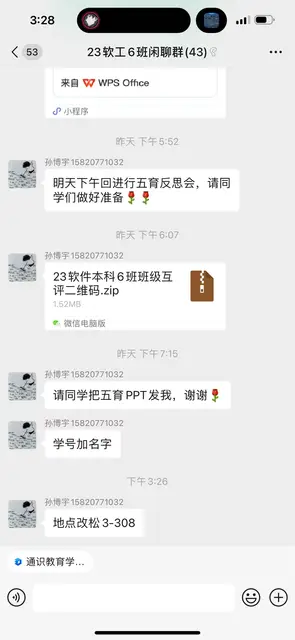 3:28
53
23软工6班闲聊群(43)
来自 WPS Office
小程序
昨天 下午5:52
孙博宇15820771032
明天下午回进行五育反思会，请同
学们做好准备
昨天 下午6:07
孙博宇15820771032
23软件本科6班班级互
评二维码.zip
1.52MB
微信电脑版
昨天 下午7:15
孙博宇15820771032
请同学把五育PPT发我，谢谢
孙博宇15820771032
学号加名字
下午3:26
孙博宇15820771032
地点改松3-308
通识教育学...